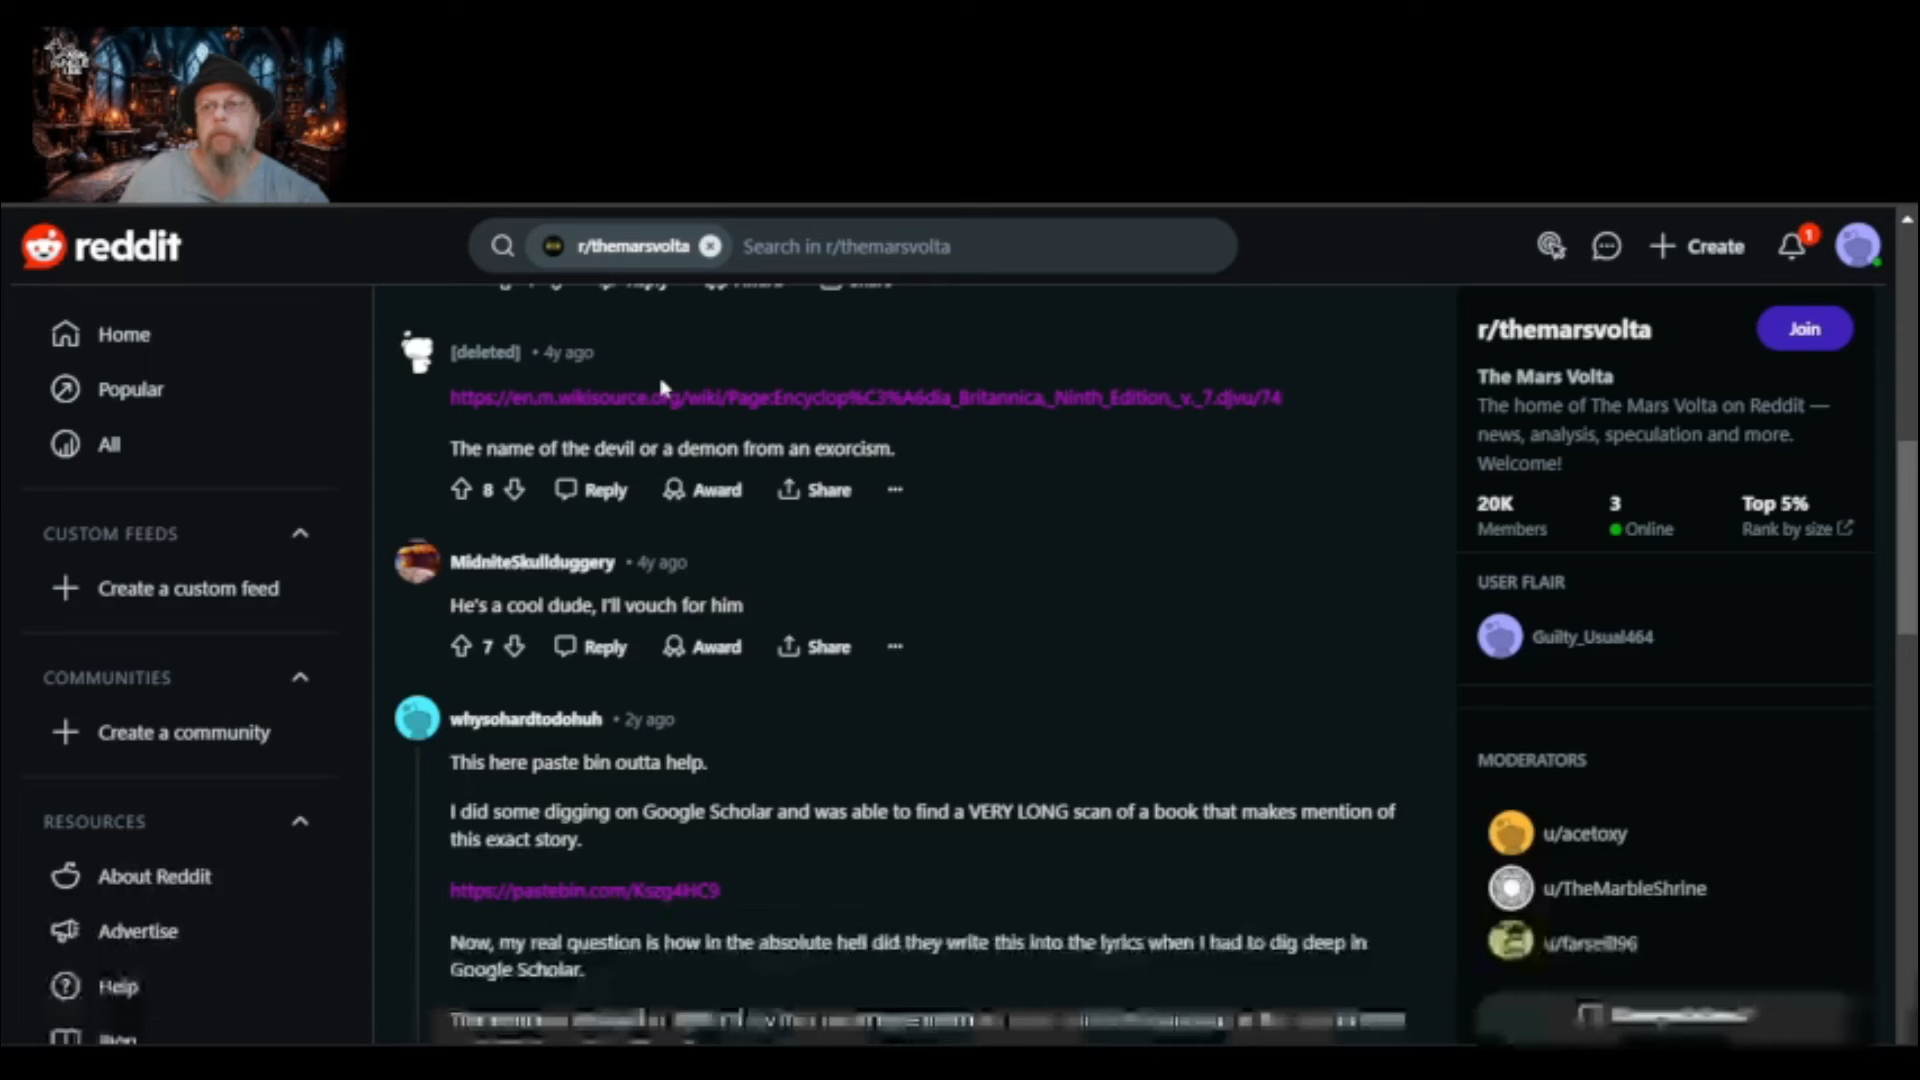 reddit
r/themarsvolta
Search in r/themarsvolta
Create
1
Home
Popular
All
CUSTOM FEEDS
Create a custom feed
COMMUNITIES
Create a community
RESOURCES
About Reddit
Advertise
Help
Reply Award Share
[deleted] • 4y ago
https://en.m.wikisource.org/wiki/Page:Encyclop%C3%A6dia_Britannica,_Ninth_Edition,_v._7.djvu/74
The name of the devil or a demon from an exorcism.
8 Reply Award Share ...
MidniteSkullduggery • 4y ago
He's a cool dude, I'll vouch for him
7 Reply Award Share ...
whysohardtodohuh • 2y ago
This here paste bin outta help.
I did some digging on Google Scholar and was able to find a VERY LONG scan of a book that makes mention of
this exact story.
https://pastebin.com/Kszg4HC9
Now, my real question is how in the absolute hell did they write this into the lyrics when I had to dig deep in
Google Scholar.
r/themarsvolta
Join
The Mars Volta
The home of The Mars Volta on Reddit —
news, analysis, speculation and more.
Welcome!
20K 3 Top 5%
Members Online Rank by size
USER FLAIR
Guilty_Usual464
MODERATORS
u/acetoxy
u/TheMarbleShrine
u/farseil196